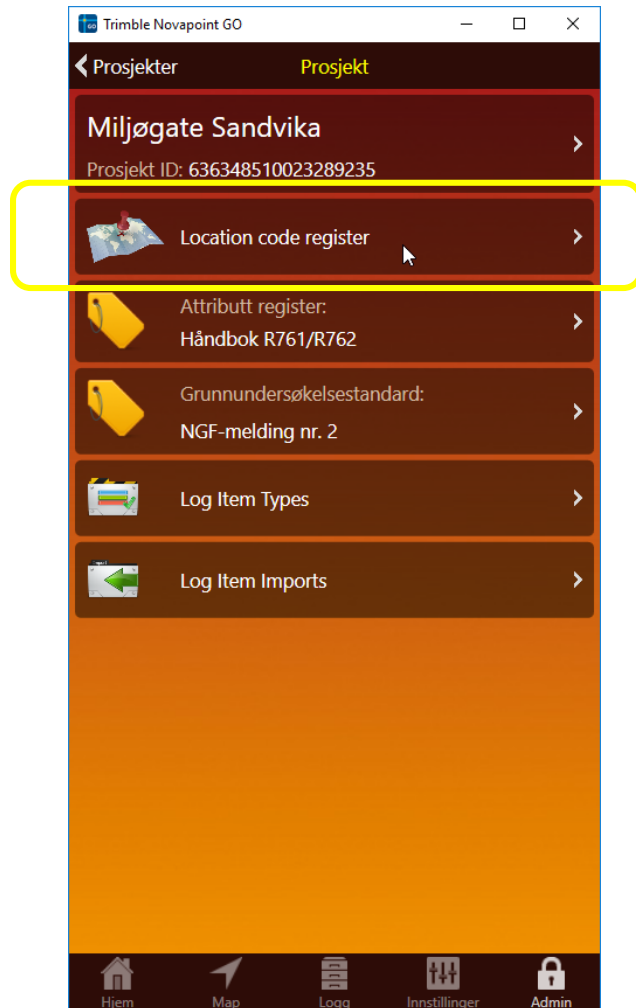 Trimble Novapoint GO
Prosjekter Prosjekt
Miljøgate Sandvika
Prosjekt ID: 636348510023289235
Location code register
Attributt register:
Håndbok R761/R762
Grunnundersøkelsestandard:
NGF-melding nr. 2
Log Item Types
Log Item Imports
Hjem Map Logg Innstillinger Admin